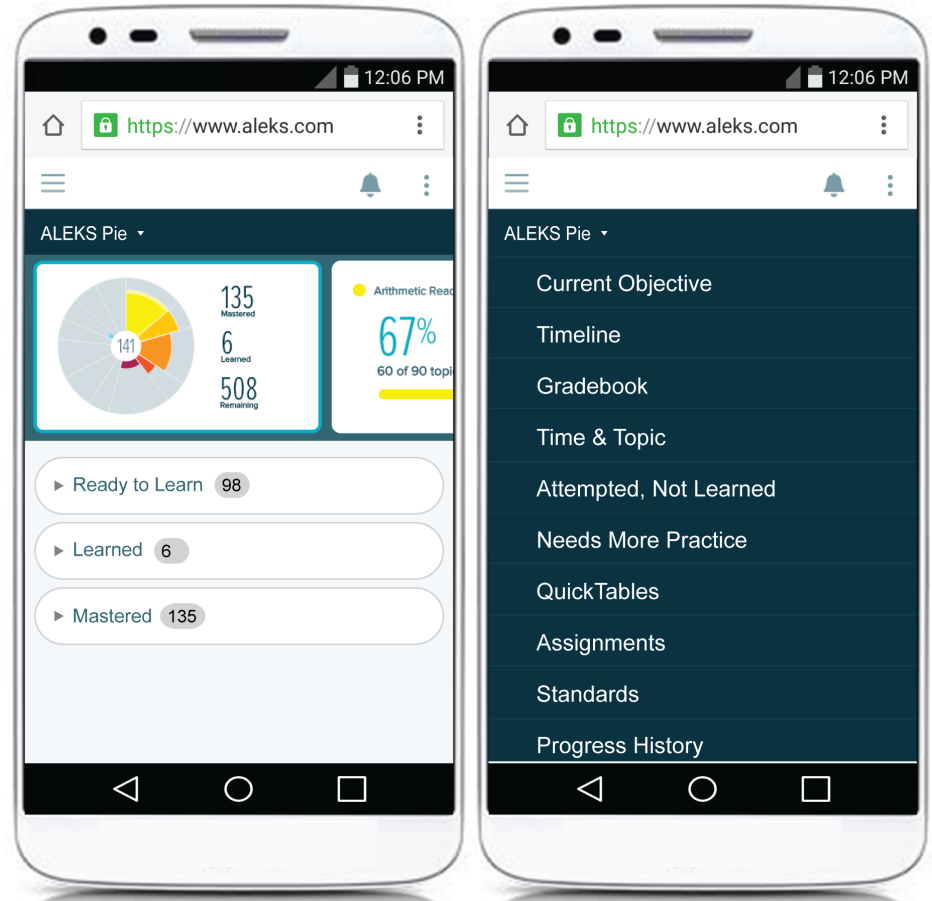 12:06 PM
https://www.aleks.com
ALEKS Pie
141
135
Mastered
6
Learned
508
Remaining
Arithmetic Read
67%
60 of 90 topi
Ready to Learn 98
Learned 6
Mastered 135
12:06 PM
https://www.aleks.com
ALEKS Pie
Current Objective
Timeline
Gradebook
Time & Topic
Attempted, Not Learned
Needs More Practice
QuickTables
Assignments
Standards
Progress History